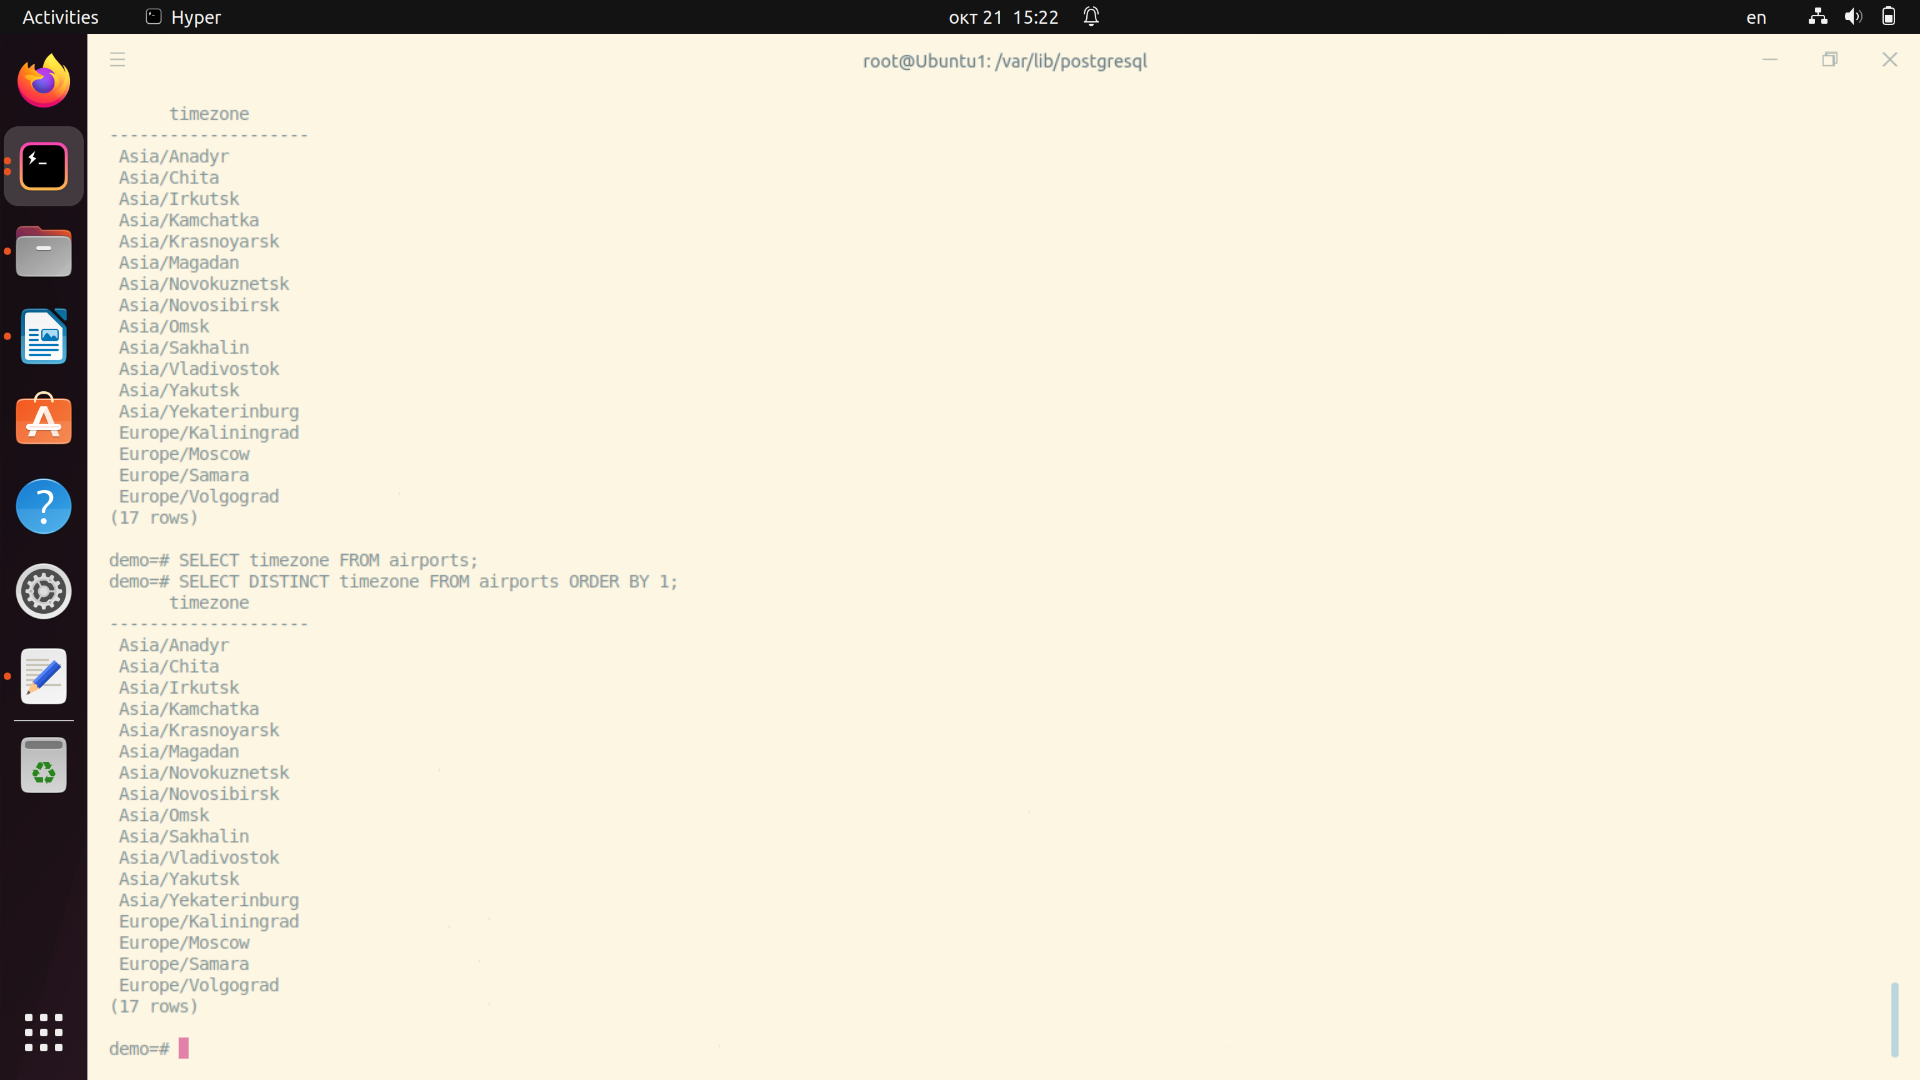 Activities Hyper окт 21 15:22 en
root@Ubuntu1: /var/lib/postgresql
timezone
--------------------
Asia/Anadyr
Asia/Chita
Asia/Irkutsk
Asia/Kamchatka
Asia/Krasnoyarsk
Asia/Magadan
Asia/Novokuznetsk
Asia/Novosibirsk
Asia/Omsk
Asia/Sakhalin
Asia/Vladivostok
Asia/Yakutsk
Asia/Yekaterinburg
Europe/Kaliningrad
Europe/Moscow
Europe/Samara
Europe/Volgograd
(17 rows)
demo=# SELECT timezone FROM airports;
demo=# SELECT DISTINCT timezone FROM airports ORDER BY 1;
timezone
--------------------
Asia/Anadyr
Asia/Chita
Asia/Irkutsk
Asia/Kamchatka
Asia/Krasnoyarsk
Asia/Magadan
Asia/Novokuznetsk
Asia/Novosibirsk
Asia/Omsk
Asia/Sakhalin
Asia/Vladivostok
Asia/Yakutsk
Asia/Yekaterinburg
Europe/Kaliningrad
Europe/Moscow
Europe/Samara
Europe/Volgograd
(17 rows)
demo=#